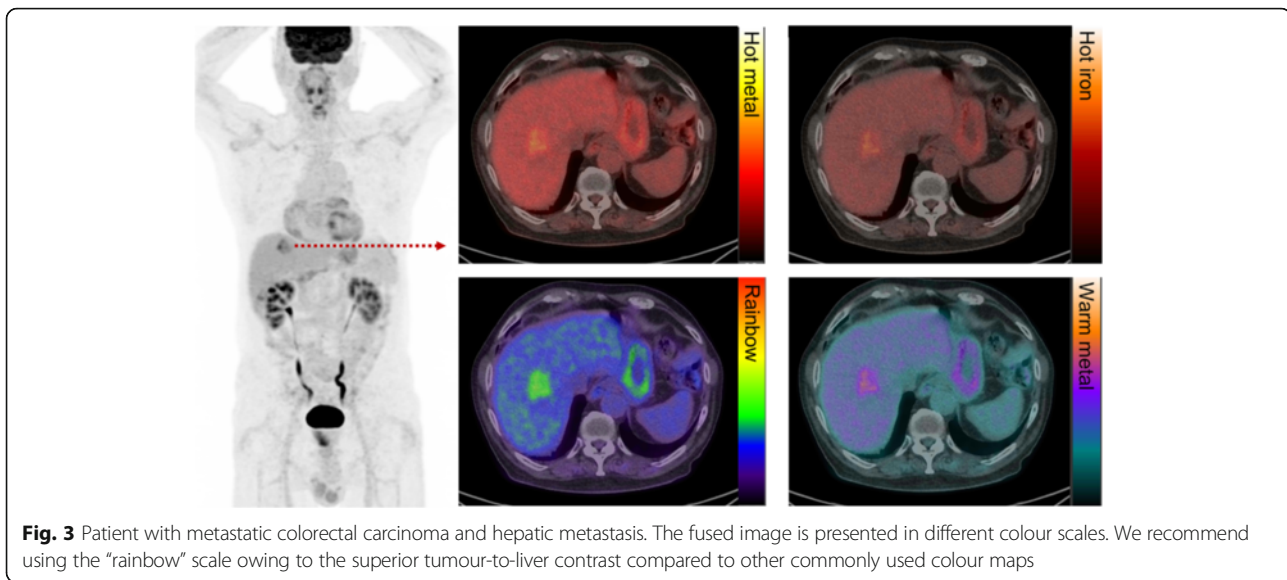 Hot metal
Hot iron
Rainbow
Warm metal
Fig. 3 Patient with metastatic colorectal carcinoma and hepatic metastasis. The fused image is presented in different colour scales. We recommend
using the “rainbow” scale owing to the superior tumour-to-liver contrast compared to other commonly used colour maps